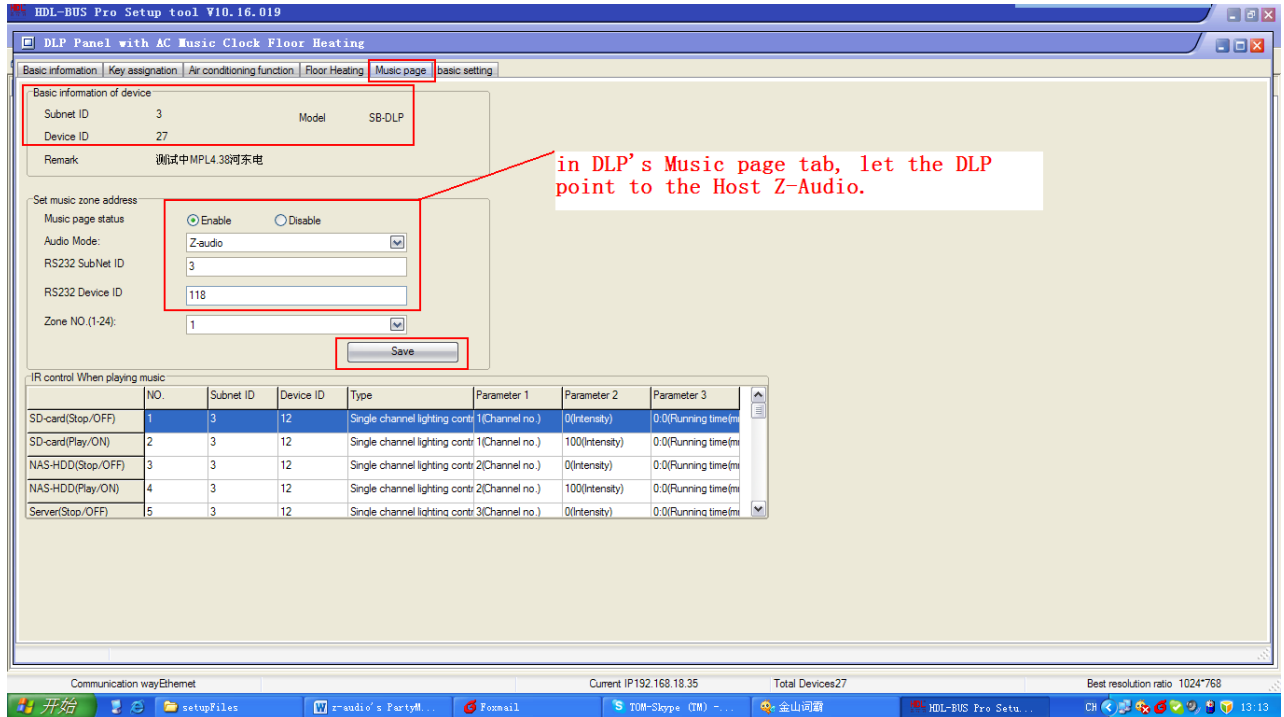 HDL-BUS Pro Setup tool V10.16.019
DLP Panel with AC Music Clock Floor Heating
Basic information Key assignation Air conditioning function Floor Heating Music page basic setting
Basic information of device
Subnet ID 3 Model SB-DLP
Device ID 27
Remark 测试中MPL4.38河东电
in DLP's Music page tab, let the DLP
point to the Host Z-Audio.
Set music zone address
Music page status Enable Disable
Audio Mode: Z-audio
RS232 SubNet ID 3
RS232 Device ID 118
Zone NO.(1-24): 1
Save
IR control When playing music
NO. Subnet ID Device ID Type Parameter 1 Parameter 2 Parameter 3
SD-card(Stop/OFF) 1 3 12 Single channel lighting contr 1(Channel no.) 0(Intensity) 0:0(Running time(m
SD-card(Play/ON) 2 3 12 Single channel lighting contr 1(Channel no.) 100(Intensity) 0:0(Running time(m
NAS-HDD(Stop/OFF) 3 3 12 Single channel lighting contr 2(Channel no.) 0(Intensity) 0:0(Running time(m
NAS-HDD(Play/ON) 4 3 12 Single channel lighting contr 2(Channel no.) 100(Intensity) 0:0(Running time(m
Server(Stop/OFF) 5 3 12 Single channel lighting contr 3(Channel no.) 0(Intensity) 0:0(Running time(m
Communication wayEthernet Current IP192.168.18.35 Total Devices27 Best resolution ratio 1024*768
开始 setupFiles z-audio's PartyM... Foxmail TOM-Skype (TM) -... 金山词霸 HDL-BUS Pro Setu... CH 13:13